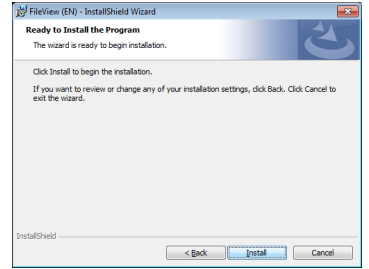 FileView (EN) - InstallShield Wizard
Ready to Install the Program
The wizard is ready to begin installation.
Click Install to begin the installation.
If you want to review or change any of your installation settings, click Back. Click Cancel to
exit the wizard.
InstallShield
< Back Install Cancel